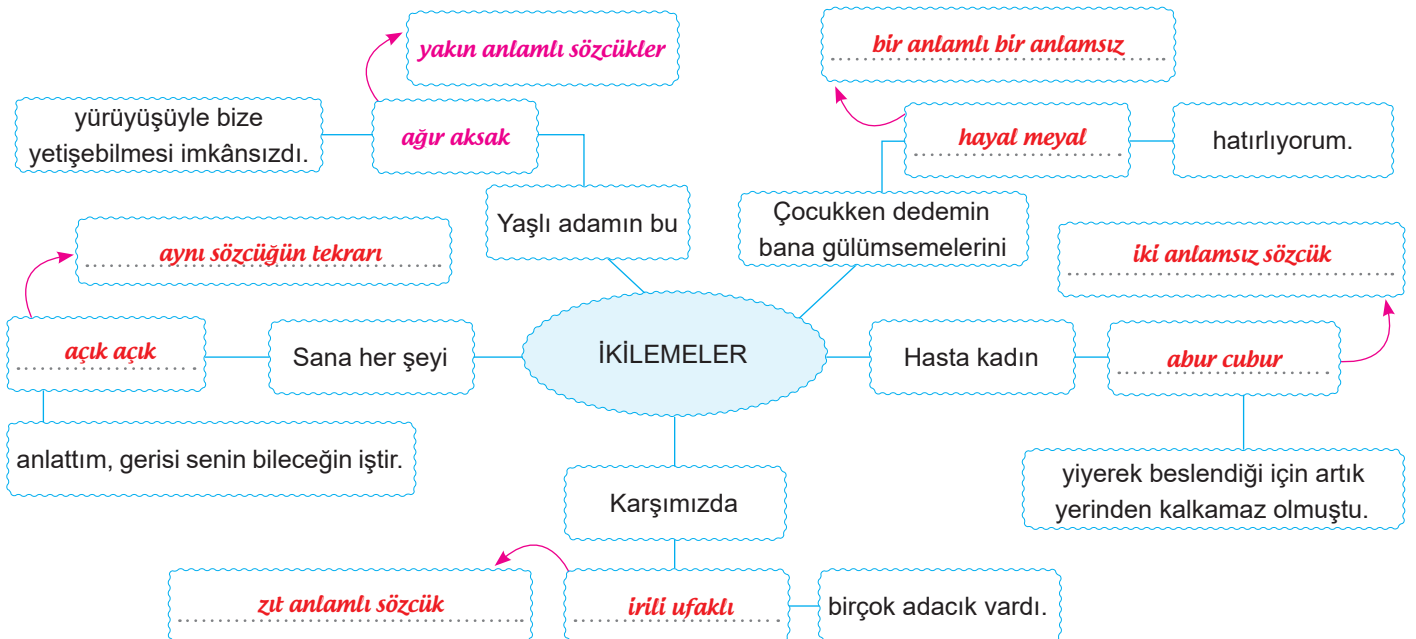 yakın anlamlı sözcükler
bir anlamlı bir anlamsız
yürüyüşüyle bize
yetişebilmesi imkânsızdı.
ağır aksak
hayal meyal
hatırlıyorum.
Yaşlı adamın bu
Çocukken dedemin
bana gülümsemelerini
aynı sözcüğün tekrarı
iki anlamsız sözcük
açık açık
Sana her şeyi
İKİLEMELER
Hasta kadın
abur cubur
anlattım, gerisi senin bileceğin iştir.
yiyerek beslendiği için artık
yerinden kalkamaz olmuştu.
Karşımızda
zıt anlamlı sözcük
irili ufaklı
birçok adacık vardı.